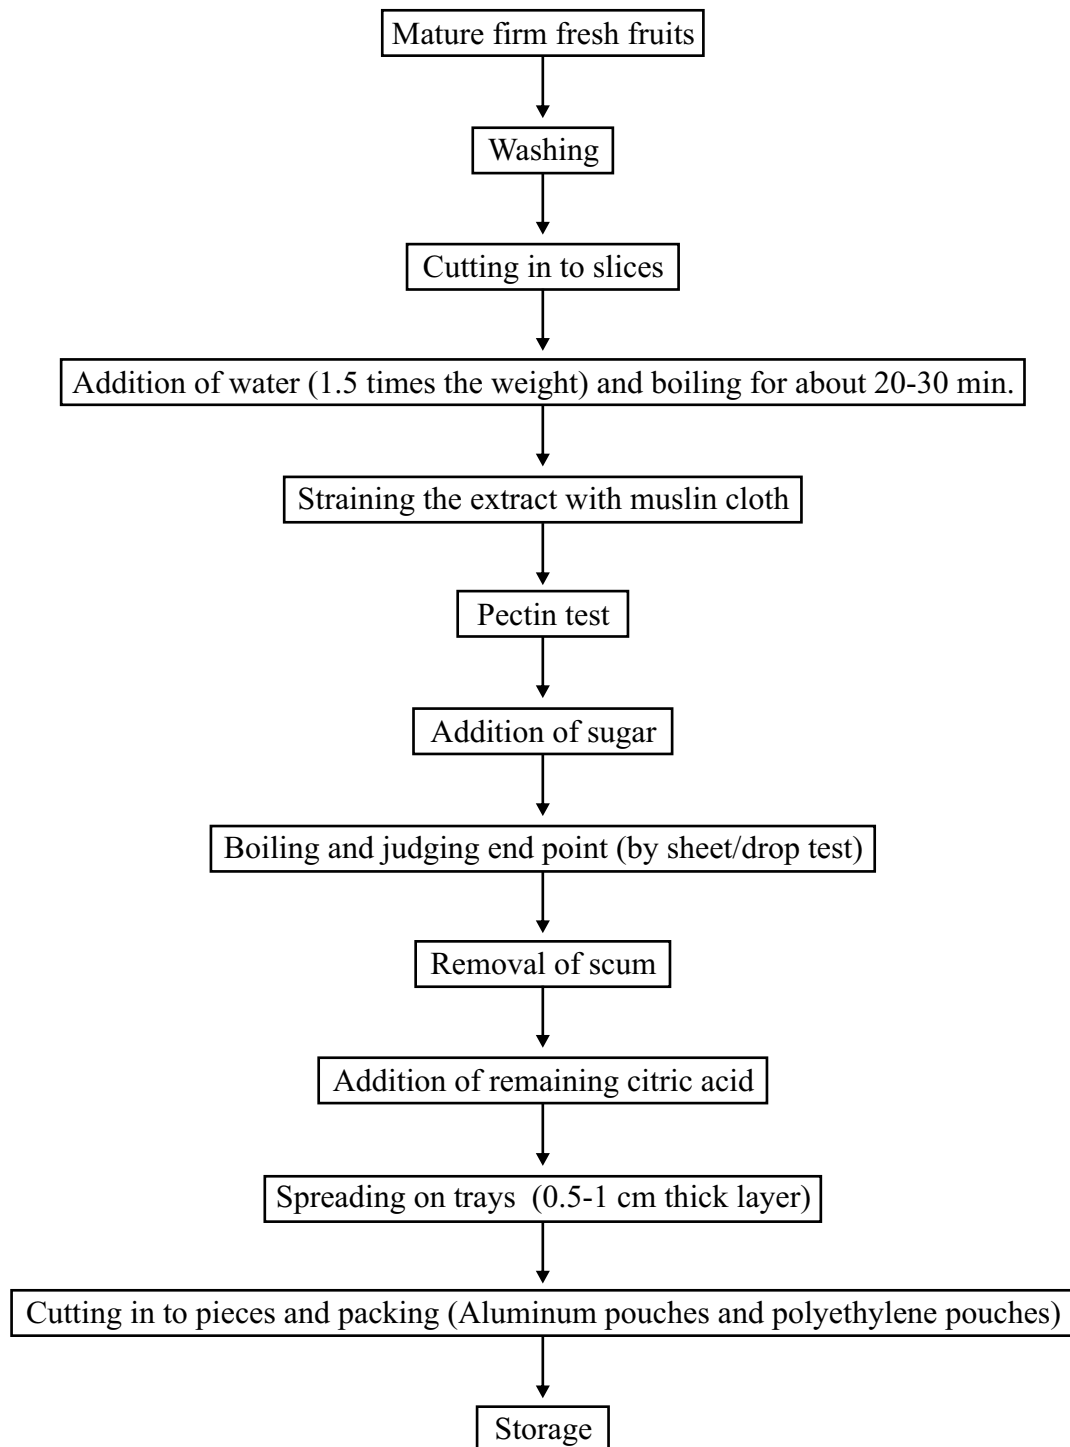 Mature firm fresh fruits
Washing
Cutting in to slices
Addition of water (1.5 times the weight) and boiling for about 20-30 min.
Straining the extract with muslin cloth
Pectin test
Addition of sugar
Boiling and judging end point (by sheet/drop test)
Removal of scum
Addition of remaining citric acid
Spreading on trays (0.5-1 cm thick layer)
Cutting in to pieces and packing (Aluminum pouches and polyethylene pouches)
Storage